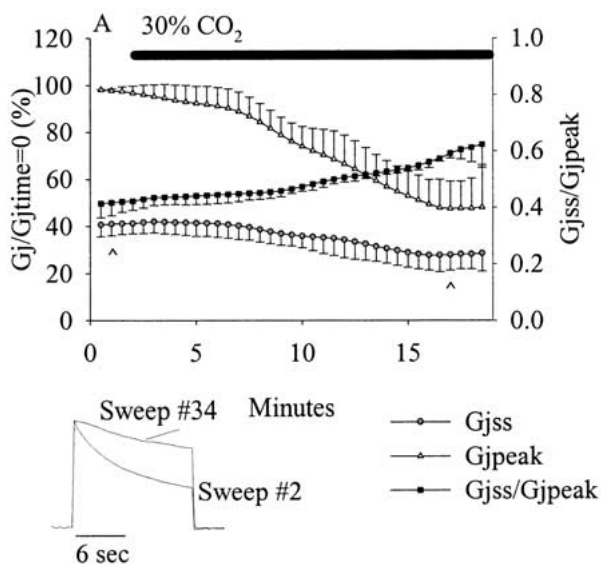 A 30% CO2
120
100
80
60
40
20
0
Gj/Gjtime=0 (%)
1.0
0.8
0.6
0.4
0.2
0.0
Gjss/Gjpeak
^ ^
0 5 10 15
Minutes
Sweep #34
Sweep #2
6 sec
Gjss
Gjpeak
Gjss/Gjpeak